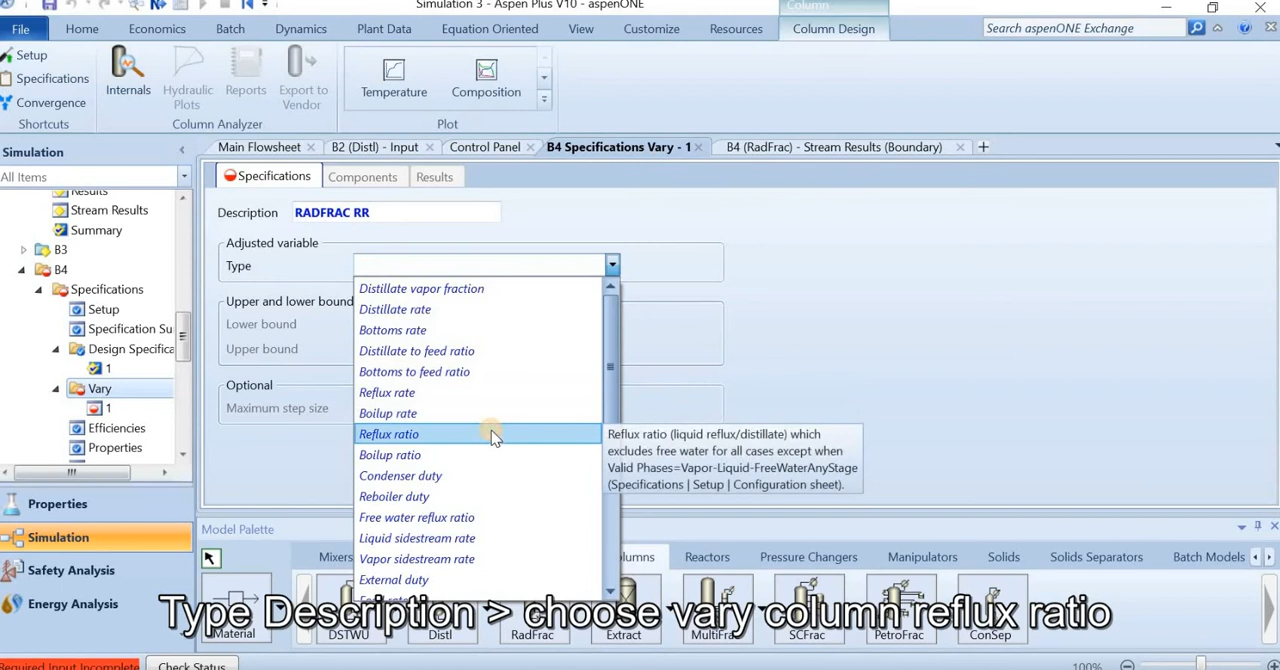 Simulation 3 - Aspen Plus V10 - aspenONE
Column
File
Home
Economics
Batch
Dynamics
Plant Data
Equation Oriented
View
Customize
Resources
Column Design
Search aspenONE Exchange
Setup
Specifications
Convergence
Shortcuts
Internals
Hydraulic
Plots
Reports
Export to
Vendor
Column Analyzer
Temperature
Composition
Plot
Simulation
All Items
Results
Stream Results
Summary
B3
B4
Specifications
Setup
Specification Su
Design Specifica
1
Vary
1
Efficiencies
Properties
Properties
Simulation
Safety Analysis
Energy Analysis
Main Flowsheet
B2 (Distl) - Input
Control Panel
B4 Specifications Vary - 1
B4 (RadFrac) - Stream Results (Boundary)
Specifications
Components
Results
Description
RADFRAC RR
Adjusted variable
Type
Upper and lower bound
Lower bound
Upper bound
Optional
Maximum step size
Distillate vapor fraction
Distillate rate
Bottoms rate
Distillate to feed ratio
Bottoms to feed ratio
Reflux rate
Boilup rate
Reflux ratio
Boilup ratio
Condenser duty
Reboiler duty
Free water reflux ratio
Liquid sidestream rate
Vapor sidestream rate
External duty
Reflux ratio (liquid reflux/distillate) which
excludes free water for all cases except when
Valid Phases=Vapor-Liquid-FreeWaterAnyStage
(Specifications | Setup | Configuration sheet).
Model Palette
Mixers
olumns
Reactors
Pressure Changers
Manipulators
Solids
Solids Separators
Batch Models
Material
DSTWU
Distl
RadFrac
Extract
MultiFrac
SCFrac
PetroFrac
ConSep
Type Description > choose vary column reflux ratio
Required Input Incomplete
Check Status
100%